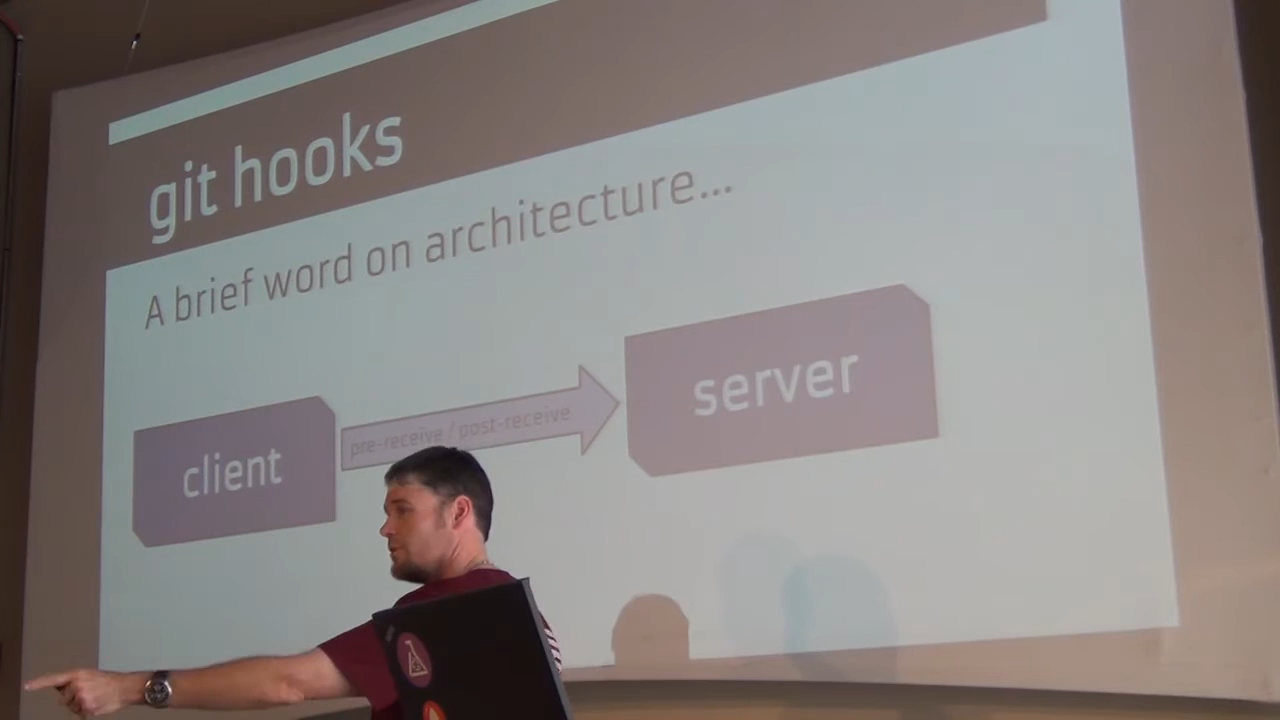 git hooks
A brief word on architecture...
client
pre-receive / post-receive
server